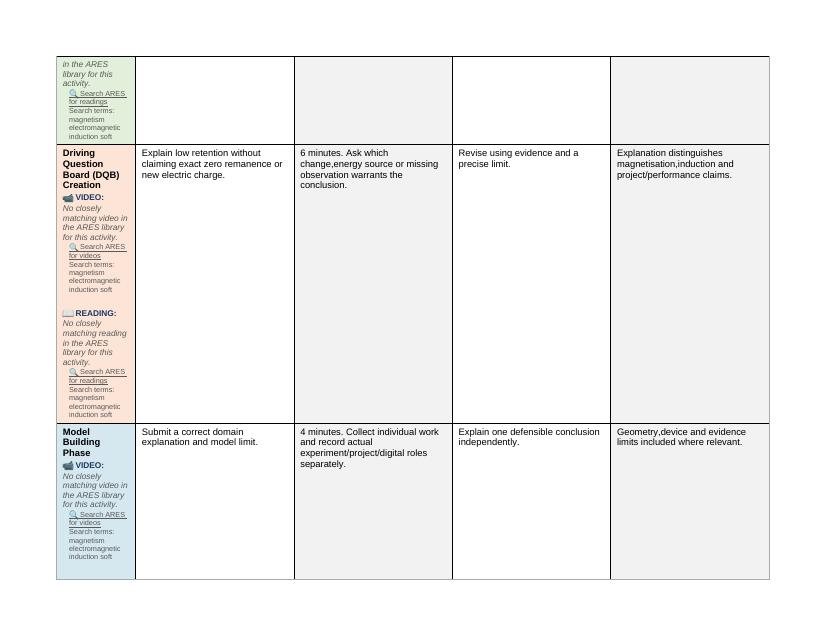 in the ARES
library for this
activity.
🔍 Search ARES
for readings
Search terms:
magnetism
electromagnetic
induction soft
Driving
Question
Board (DQB)
Creation
📹 VIDEO:
No closely
matching video in
the ARES library
for this activity.
🔍 Search ARES
for videos
Search terms:
magnetism
electromagnetic
induction soft
📖 READING:
No closely
matching reading
in the ARES
library for this
activity.
🔍 Search ARES
for readings
Search terms:
magnetism
electromagnetic
induction soft
Explain low retention without
claiming exact zero remanence or
new electric charge.
6 minutes. Ask which
change,energy source or missing
observation warrants the
conclusion.
Revise using evidence and a
precise limit.
Explanation distinguishes
magnetisation,induction and
project/performance claims.
Model
Building
Phase
📹 VIDEO:
No closely
matching video in
the ARES library
for this activity.
🔍 Search ARES
for videos
Search terms:
magnetism
electromagnetic
induction soft
Submit a correct domain
explanation and model limit.
4 minutes. Collect individual work
and record actual
experiment/project/digital roles
separately.
Explain one defensible conclusion
independently.
Geometry,device and evidence
limits included where relevant.